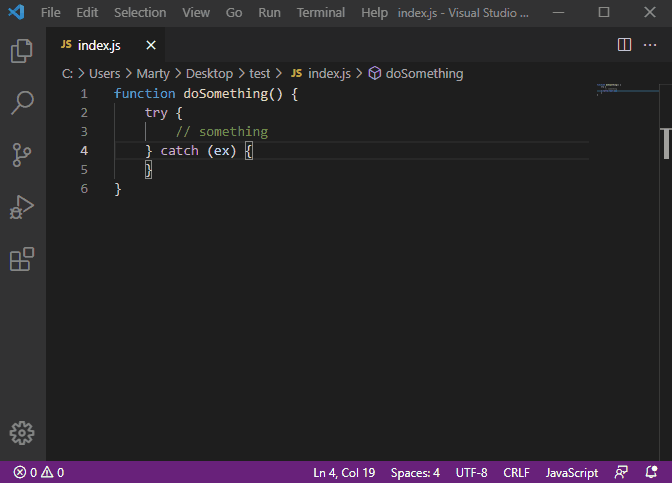 File Edit Selection View Go Run Terminal Help index.js - Visual Studio ...
JS index.js
C: > Users > Marty > Desktop > test > JS index.js > doSomething
1 function doSomething() {
2 try {
3 // something
4 } catch (ex) {
5 }
6 }
0 0 Ln 4, Col 19 Spaces: 4 UTF-8 CRLF JavaScript